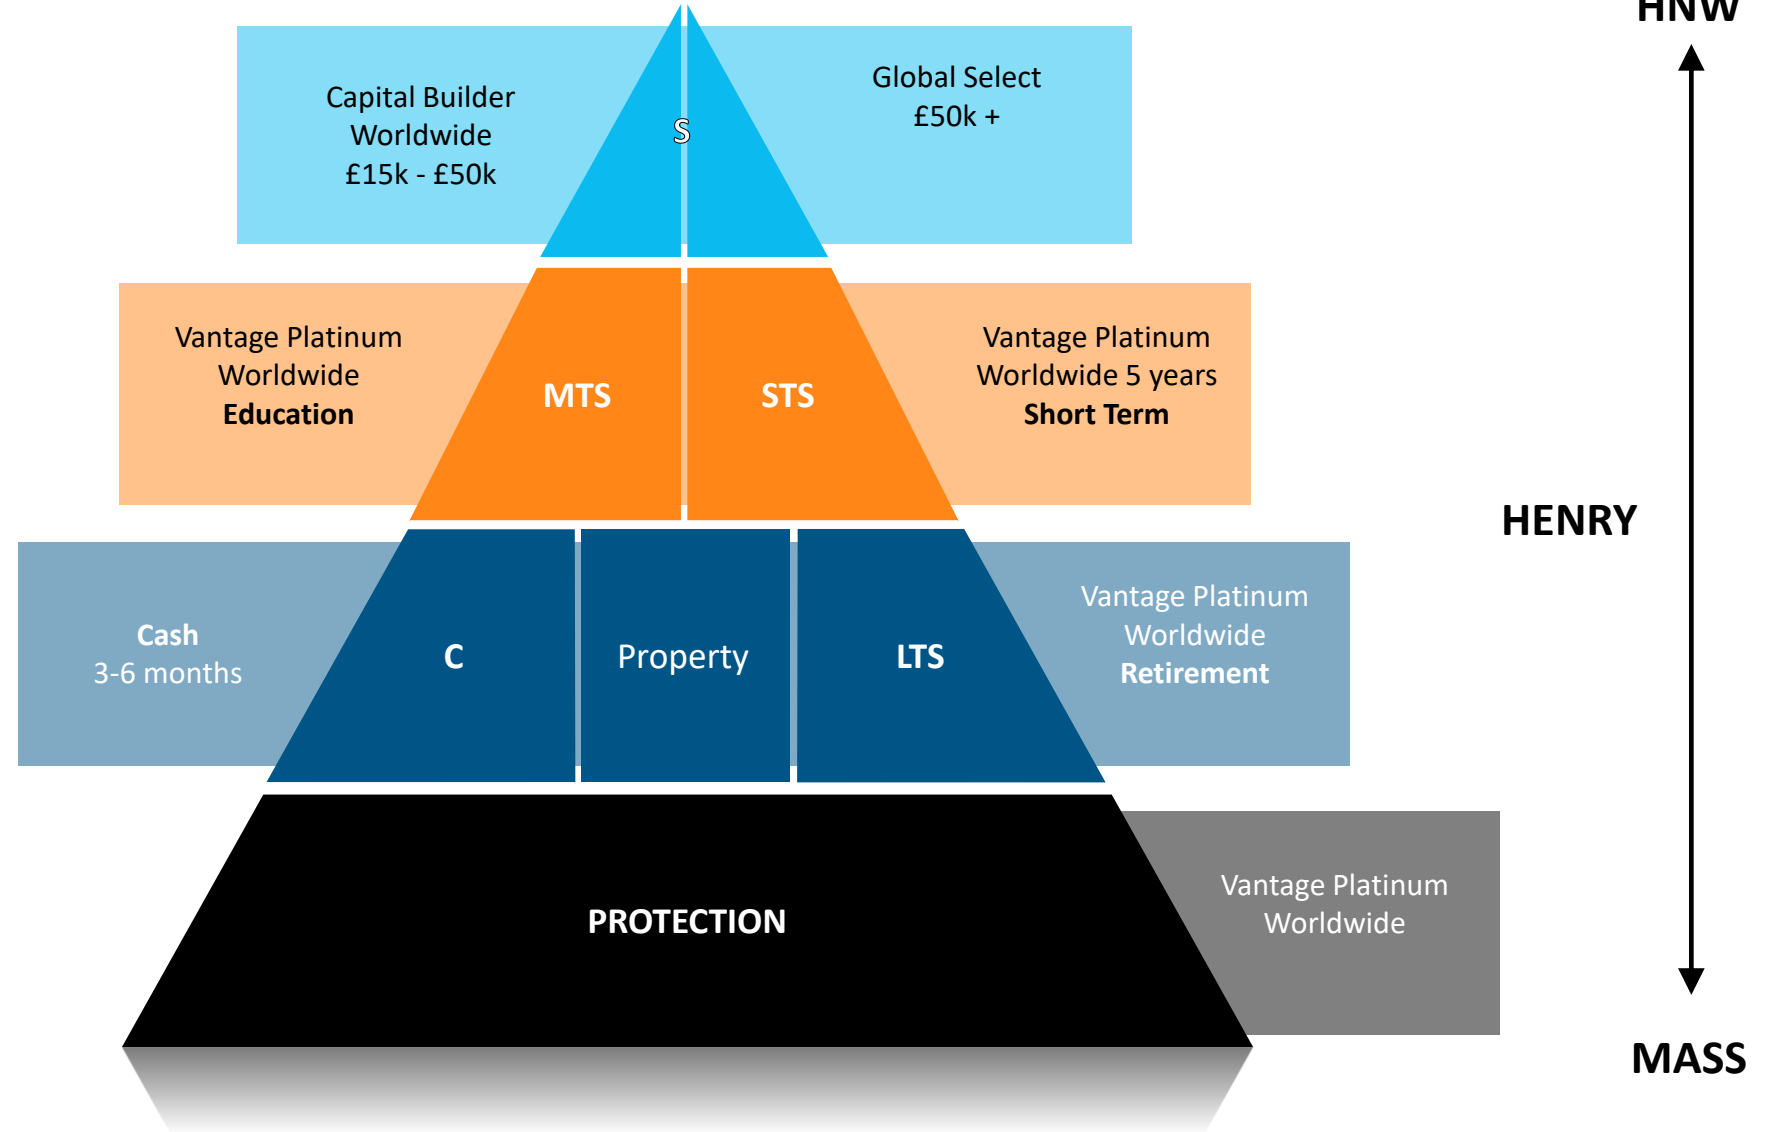 HNW
Capital Builder
Worldwide
£15k - £50k
S
Global Select
£50k +
Vantage Platinum
Worldwide
Education
MTS
STS
Vantage Platinum
Worldwide 5 years
Short Term
HENRY
Cash
3-6 months
C
Property
LTS
Vantage Platinum
Worldwide
Retirement
PROTECTION
Vantage Platinum
Worldwide
MASS